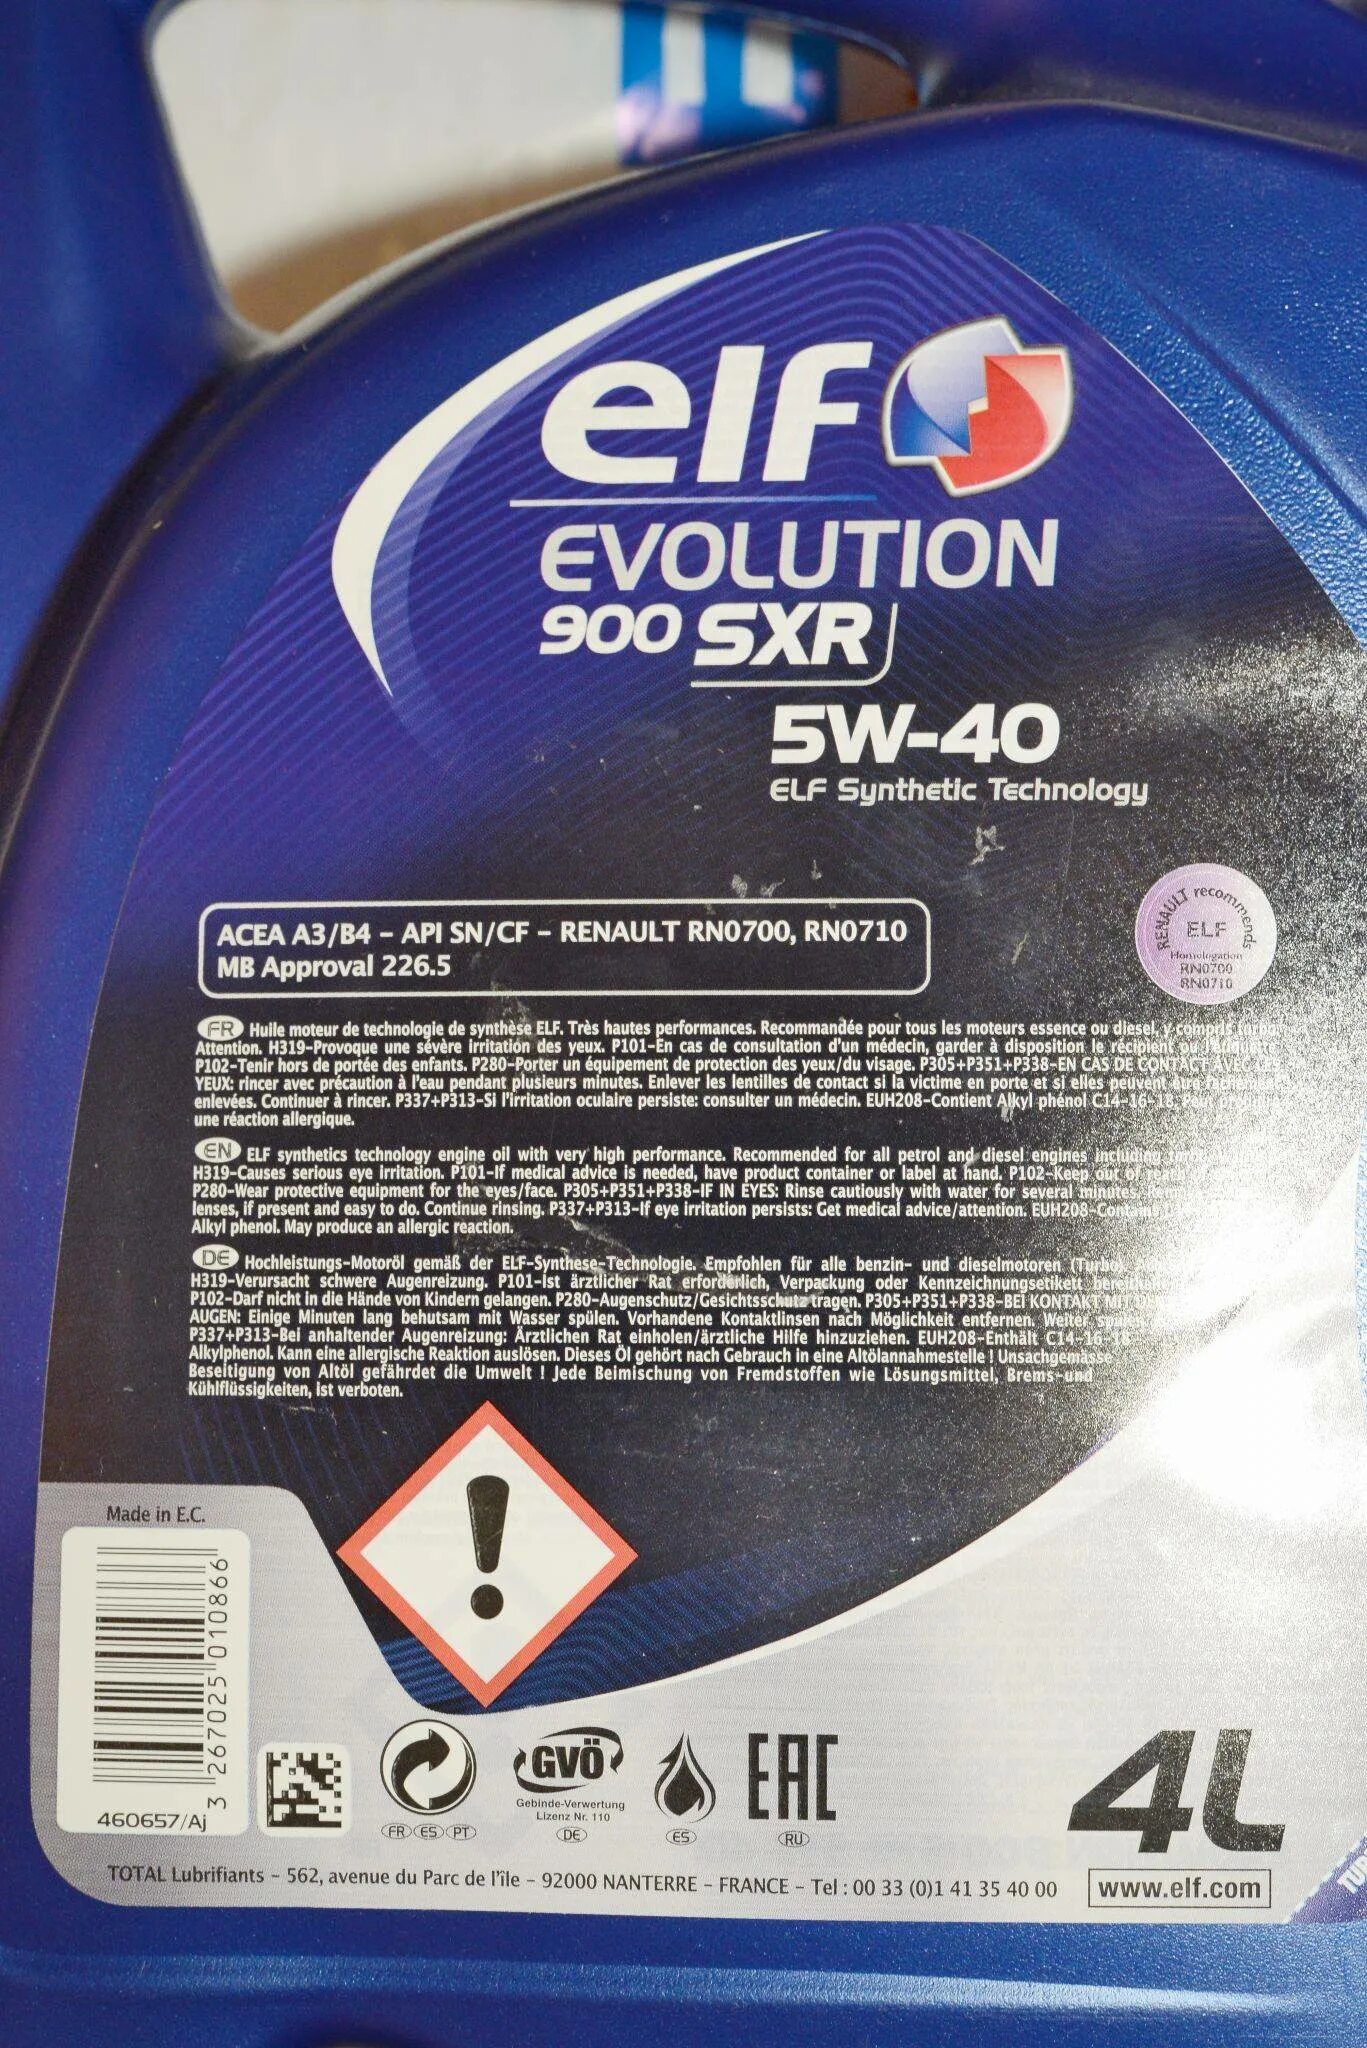 elf
EVOLUTION
900 SXR
5W-40
ELF Synthetic Technology
RENAULT recommends
ELF
Homologation
RN0700
RN0710
ACEA A3/B4 – API SN/CF – RENAULT RN0700, RN0710
MB Approval 226.5
FR Huile moteur de technologie de synthèse ELF. Très hautes performances. Recommandée pour tous les moteurs essence ou diesel, y compris turbo.
Attention. H319-Provoque une sévère irritation des yeux. P101-En cas de consultation d'un médecin, garder à disposition le récipient ou l'étiquette
P102-Tenir hors de portée des enfants. P280-Porter un équipement de protection des yeux/du visage. P305+P351+P338-EN CAS DE CONTACT AVEC LES
YEUX: rincer avec précaution à l'eau pendant plusieurs minutes. Enlever les lentilles de contact si la victime en porte et si elles peuvent être facilement
enlevées. Continuer à rincer. P337+P313-Si l'irritation oculaire persiste: consulter un médecin. EUH208-Contient Alkyl phénol C14-16-18. Peut produire
une réaction allergique.
EN ELF synthetics technology engine oil with very high performance. Recommended for all petrol and diesel engines including
H319-Causes serious eye irritation. P101-If medical advice is needed, have product container or label at hand. P102-Keep out of
P280-Wear protective equipment for the eyes/face. P305+P351+P338-IF IN EYES: Rinse cautiously with water for several minutes.
lenses, if present and easy to do. Continue rinsing. P337+P313-If eye irritation persists: Get medical advice/attention. EUH208-Contains
Alkyl phenol. May produce an allergic reaction.
DE Hochleistungs-Motoröl gemäß der ELF-Synthese-Technologie. Empfohlen für alle benzin- und dieselmotoren (Turbo)
H319-Verursacht schwere Augenreizung. P101-Ist ärztlicher Rat erforderlich, Verpackung oder Kennzeichnungsetikett
P102-Darf nicht in die Hände von Kindern gelangen. P280-Augenschutz/Gesichtsschutz tragen. P305+P351+P338-BEI KONTAKT MIT
AUGEN: Einige Minuten lang behutsam mit Wasser spülen. Vorhandene Kontaktlinsen nach Möglichkeit entfernen. Weiter spülen
P337+P313-Bei anhaltender Augenreizung: Ärztlichen Rat einholen/ärztliche Hilfe hinzuziehen. EUH208-Enthält C14-16-18
Alkylphenol. Kann eine allergische Reaktion auslösen. Dieses Öl gehört nach Gebrauch in eine Altölannahmestelle ! Unsachgemässe
Beseitigung von Altöl gefährdet die Umwelt ! Jede Beimischung von Fremdstoffen wie Lösungsmittel, Brems-und
Kühlflüssigkeiten, ist verboten.
Made in E.C.
3 267025 010866
460657/Aj
FR ES PT
GVÖ
Gebinde-Verwertung
Lizenz Nr. 110
DE
ES
EAC
RU
4L
TOTAL Lubrifiants – 562, avenue du Parc de l'île – 92000 NANTERRE – FRANCE – Tel : 00 33 (0)1 41 35 40 00
www.elf.com